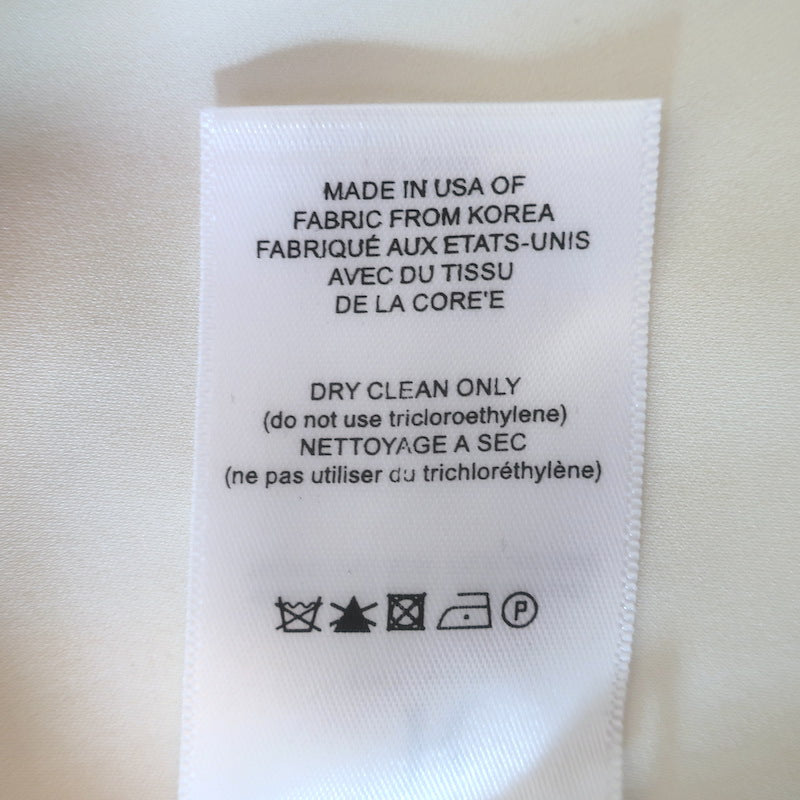 MADE IN USA OF
FABRIC FROM KOREA
FABRIQUÉ AUX ETATS-UNIS
AVEC DU TISSU
DE LA CORE'E
DRY CLEAN ONLY
(do not use tricloroethylene)
NETTOYAGE A SEC
(ne pas utiliser du trichloréthylène)
P